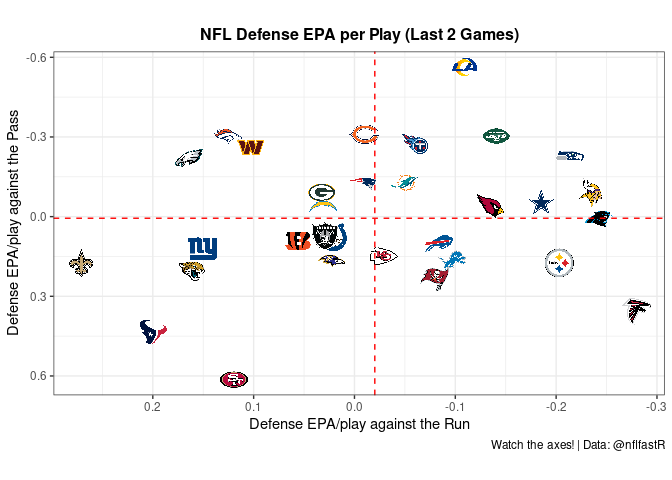 NFL Defense EPA per Play (Last 2 Games)
Defense EPA/play against the Pass
-0.6
-0.3
0.0
0.3
0.6
0.2
0.1
0.0
-0.1
-0.2
-0.3
Defense EPA/play against the Run
Watch the axes! | Data: @nflfastR